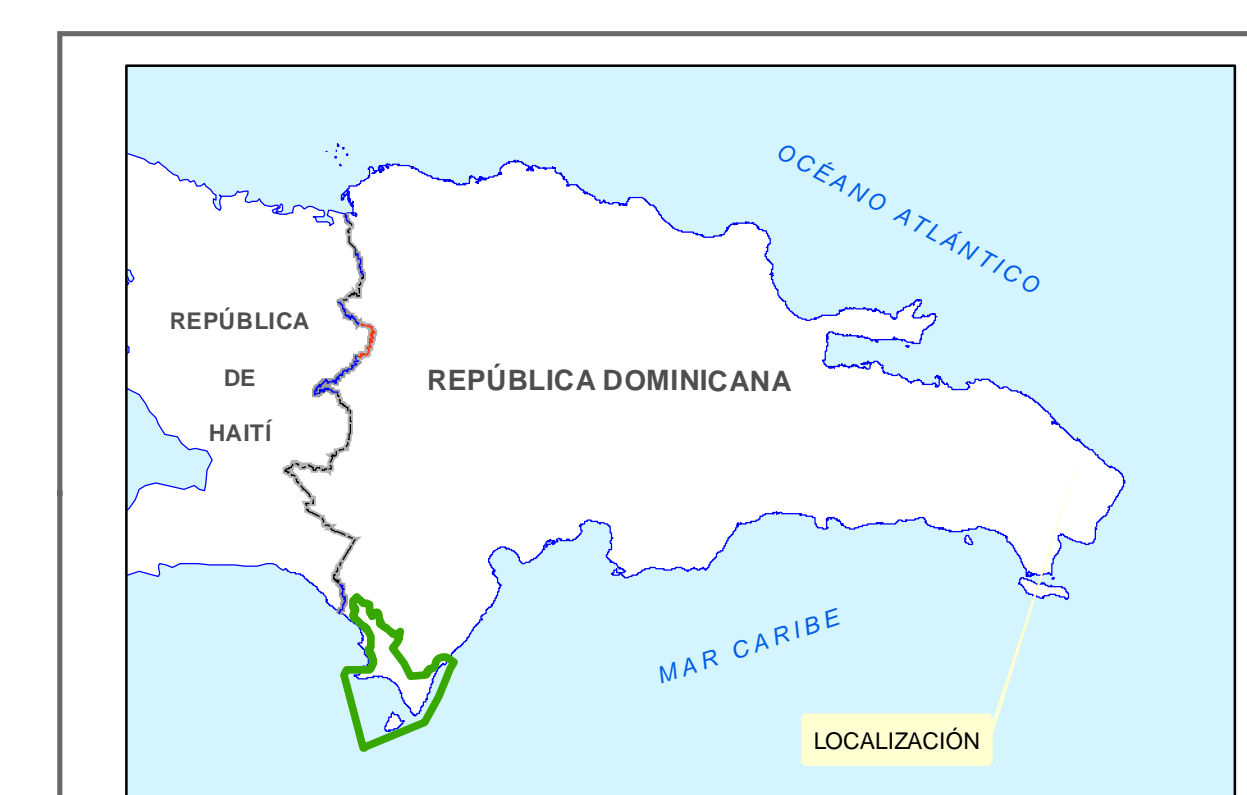 OCÉANO ATLÁNTICO
REPÚBLICA
DE
HAITÍ
REPÚBLICA DOMINICANA
MAR CARIBE
LOCALIZACIÓN